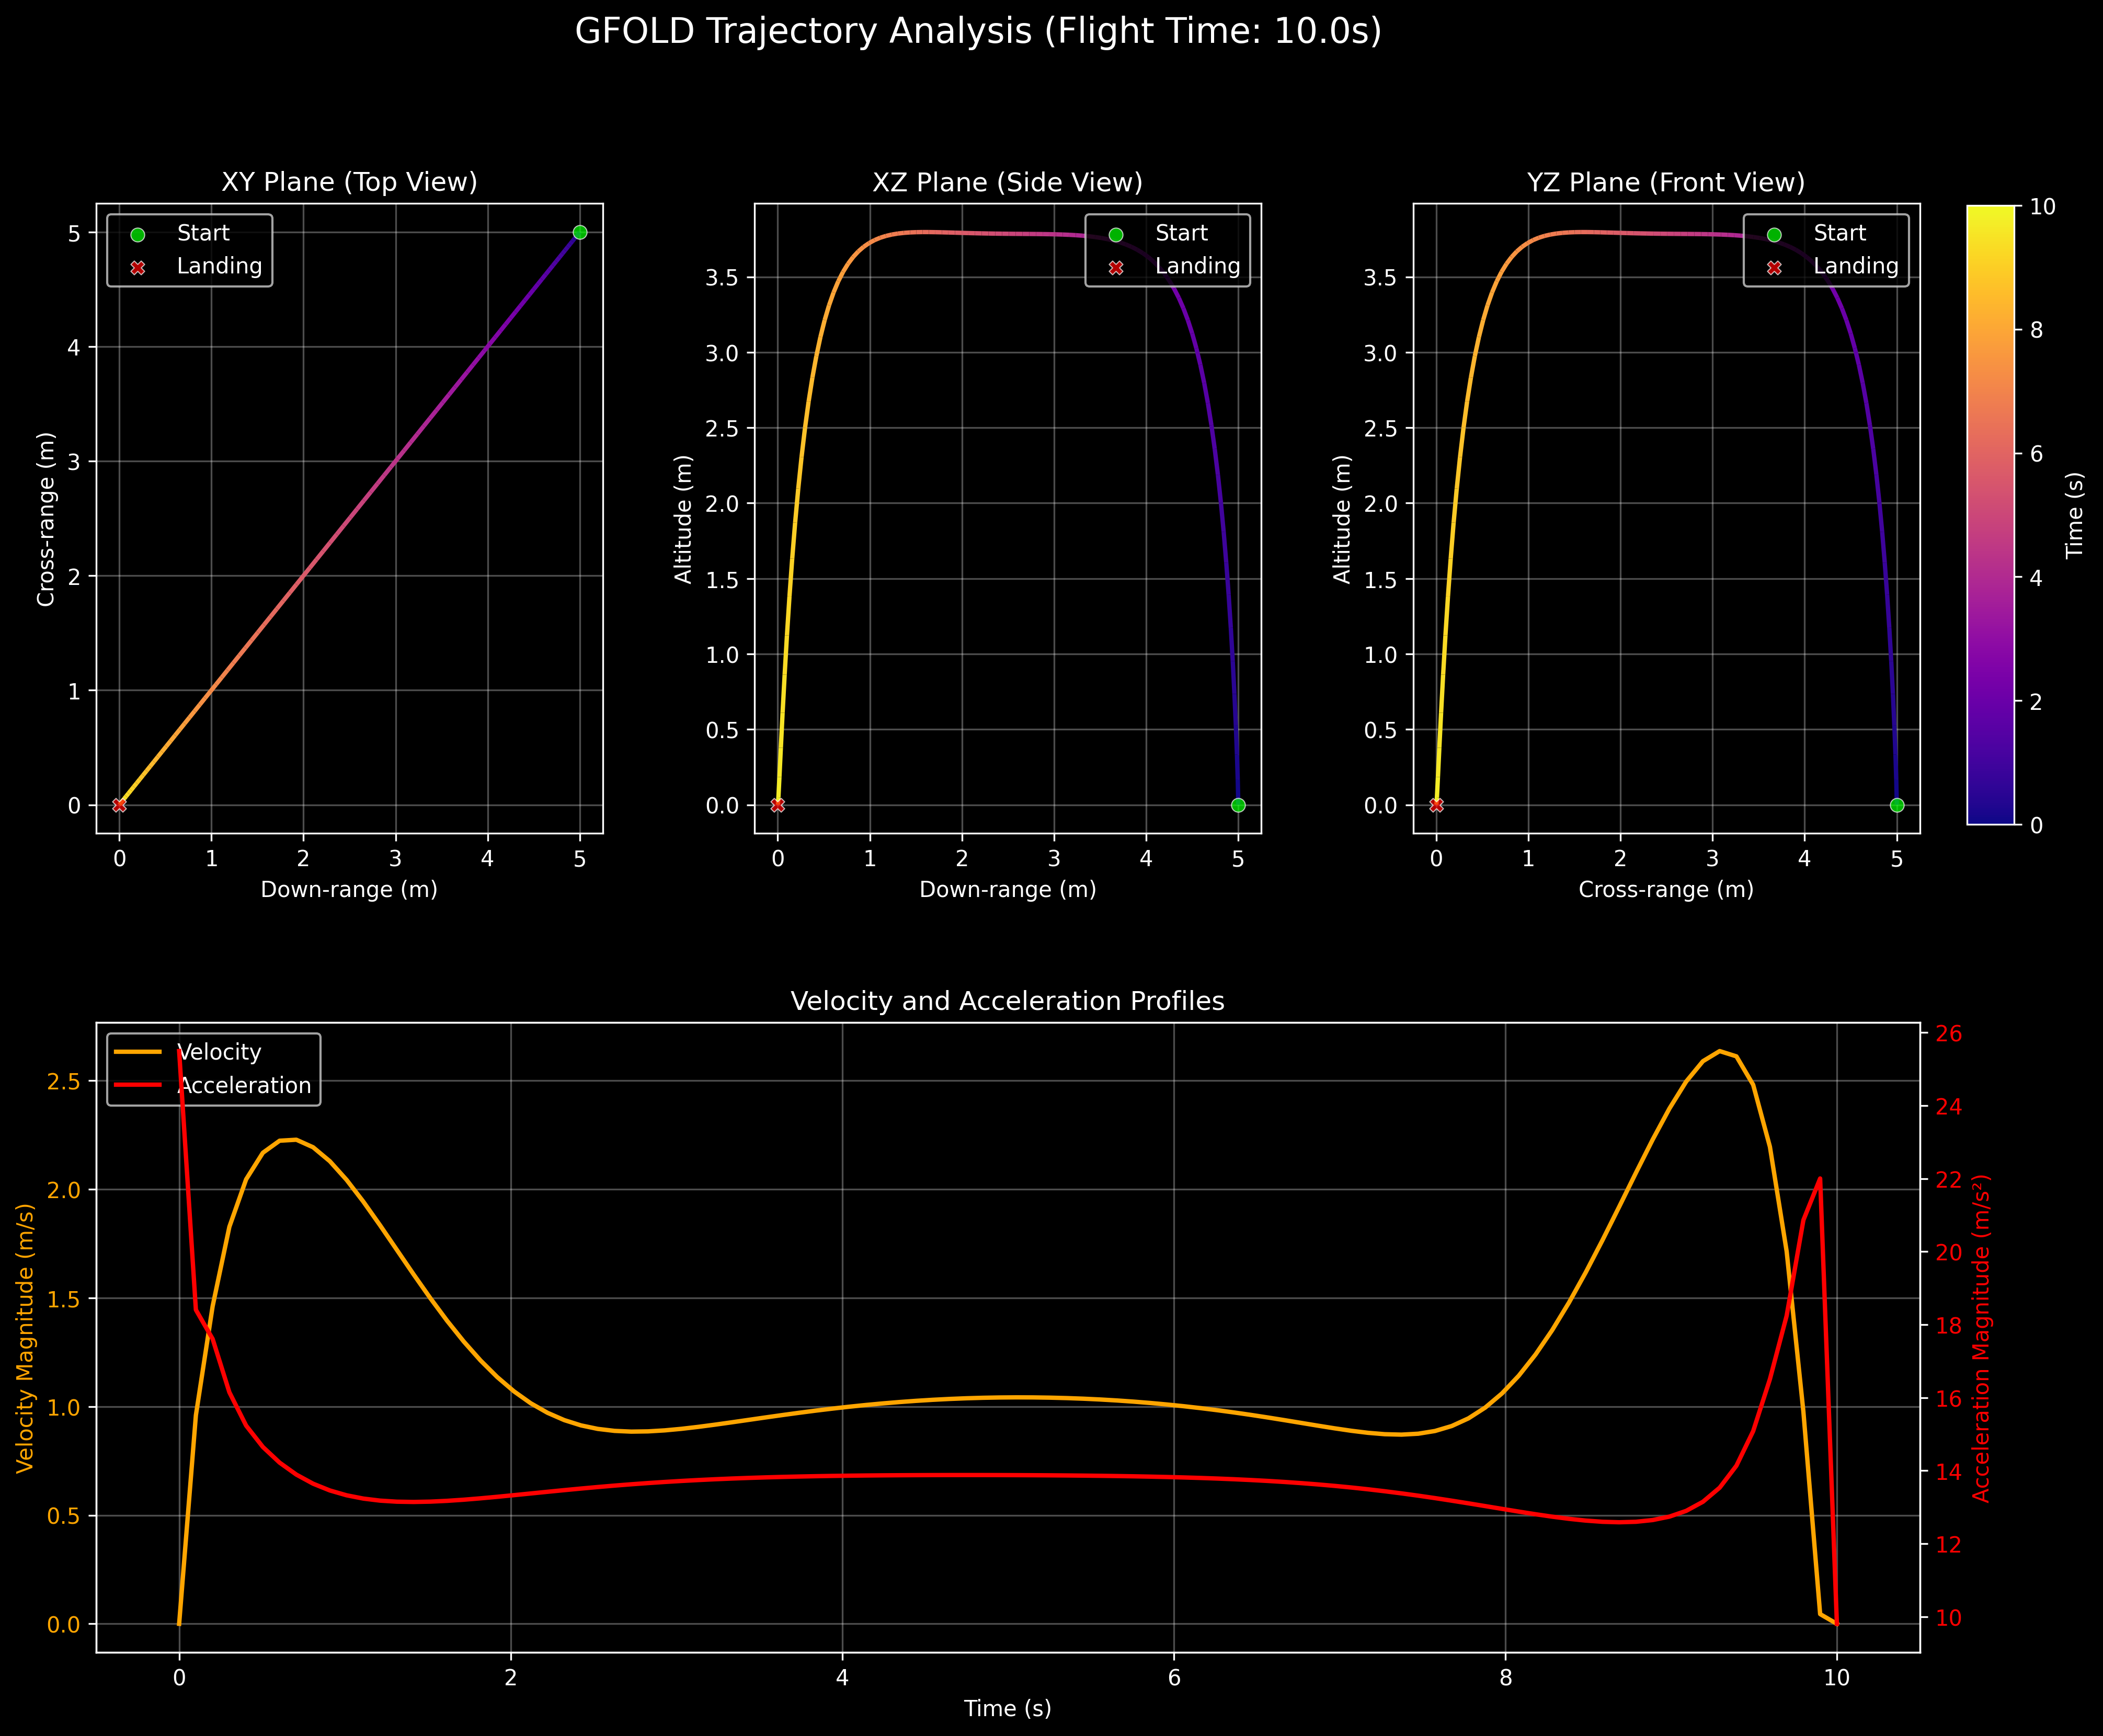 GFOLD Trajectory Analysis (Flight Time: 10.0s)
XY Plane (Top View)
Start
Landing
5
4
3
2
1
0
Cross-range (m)
0 1 2 3 4 5
Down-range (m)
XZ Plane (Side View)
Start
Landing
3.5
3.0
2.5
2.0
1.5
1.0
0.5
0.0
Altitude (m)
0 1 2 3 4 5
Down-range (m)
YZ Plane (Front View)
Start
Landing
3.5
3.0
2.5
2.0
1.5
1.0
0.5
0.0
Altitude (m)
0 1 2 3 4 5
Cross-range (m)
10
8
6
4
2
0
Time (s)
Velocity and Acceleration Profiles
Velocity
Acceleration
2.5
2.0
1.5
1.0
0.5
0.0
Velocity Magnitude (m/s)
26
24
22
20
18
16
14
12
10
Acceleration Magnitude (m/s²)
0 2 4 6 8 10
Time (s)